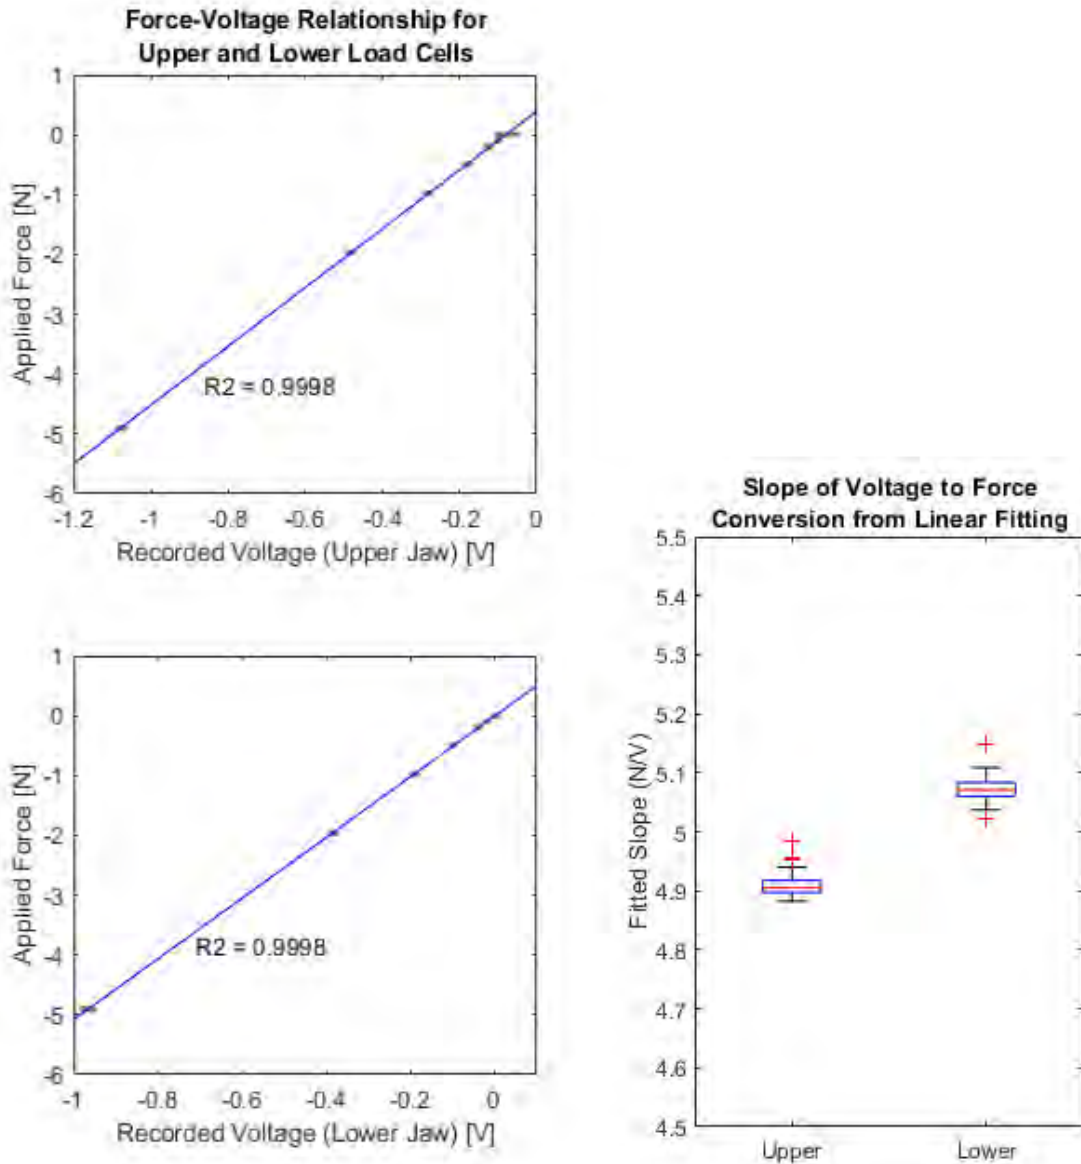 Force-Voltage Relationship for
Upper and Lower Load Cells
1
0
-1
-2
-3
-4
-5
-6
Applied Force [N]
R2 = 0.9998
-1.2 -1 -0.8 -0.6 -0.4 -0.2 0
Recorded Voltage (Upper Jaw) [V]
1
0
-1
-2
-3
-4
-5
-6
Applied Force [N]
R2 = 0.9998
-1 -0.8 -0.6 -0.4 -0.2 0
Recorded Voltage (Lower Jaw) [V]
Slope of Voltage to Force
Conversion from Linear Fitting
5.5
5.4
5.3
5.2
5.1
5
4.9
4.8
4.7
4.6
4.5
Fitted Slope (N/V)
Upper Lower